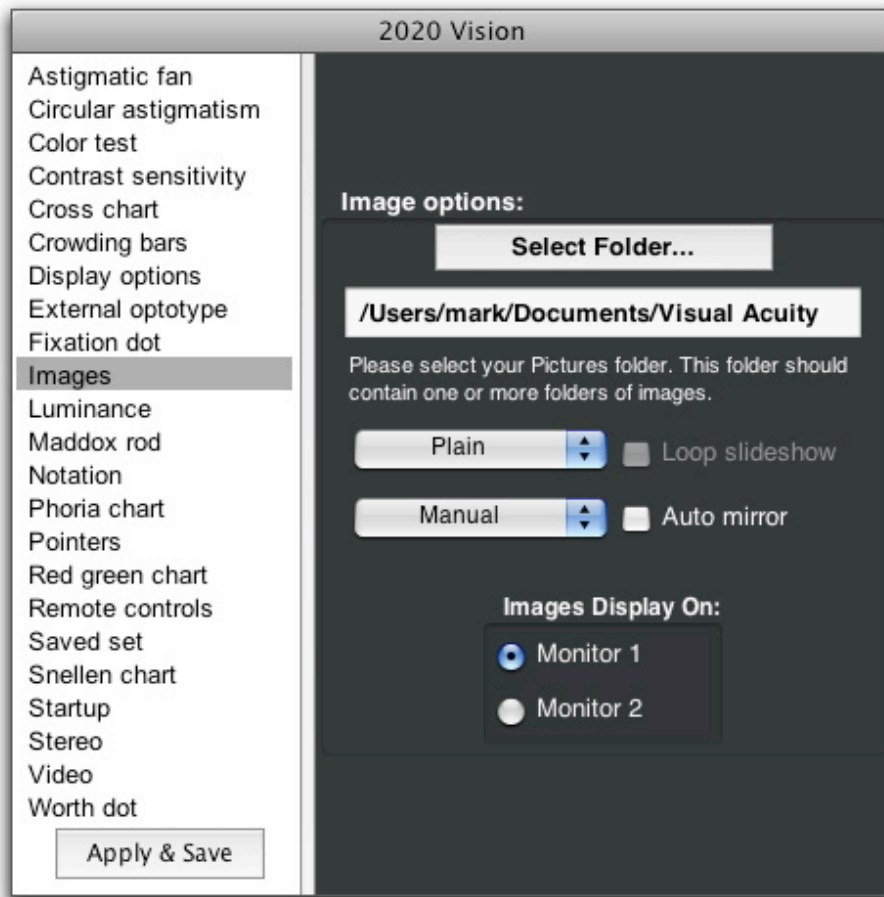 2020 Vision
Astigmatic fan
Circular astigmatism
Color test
Contrast sensitivity
Cross chart
Crowding bars
Display options
External optotype
Fixation dot
Images
Luminance
Maddox rod
Notation
Phoria chart
Pointers
Red green chart
Remote controls
Saved set
Snellen chart
Startup
Stereo
Video
Worth dot
Apply & Save
Image options:
Select Folder...
/Users/mark/Documents/Visual Acuity
Please select your Pictures folder. This folder should
contain one or more folders of images.
Plain
Loop slideshow
Manual
Auto mirror
Images Display On:
Monitor 1
Monitor 2